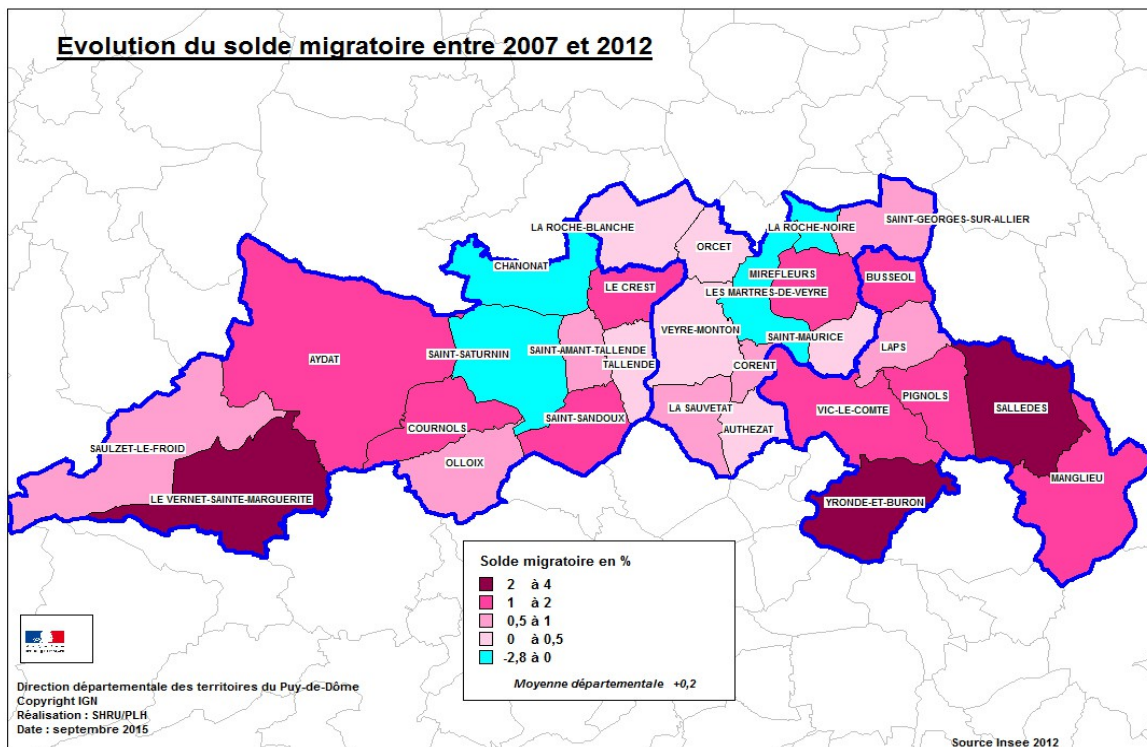 Evolution du solde migratoire entre 2007 et 2012
LA ROCHE-BLANCHE
ORCET
LA ROCHE-NOIRE
SAINT-GEORGES-SUR-ALLIER
CHANONAT
MIREFLEURS
BUSSEOL
LE CREST
LES MARTRES-DE-VEYRE
VEYRE-MONTON
SAINT-MAURICE
LAPS
AYDAT
SAINT-SATURNIN
SAINT-AMANT-TALLENDE
TALLENDE
CORENT
PIGNOLS
LA SAUVETAT
VIC-LE-COMTE
SALLEDES
SAINT-SANDOUX
COURNOLS
AUTHEZAT
SAULZET-LE-FROID
OLLOIX
MANGLIEU
LE VERNET-SAINTE-MARGUERITE
YRONDE-ET-BURON
Solde migratoire en %
2 à 4
1 à 2
0,5 à 1
0 à 0,5
-2,8 à 0
Moyenne départementale +0,2
Direction départementale des territoires du Puy-de-Dôme
Copyright IGN
Réalisation : SHRU/PLH
Date : septembre 2015
Source Insee 2012